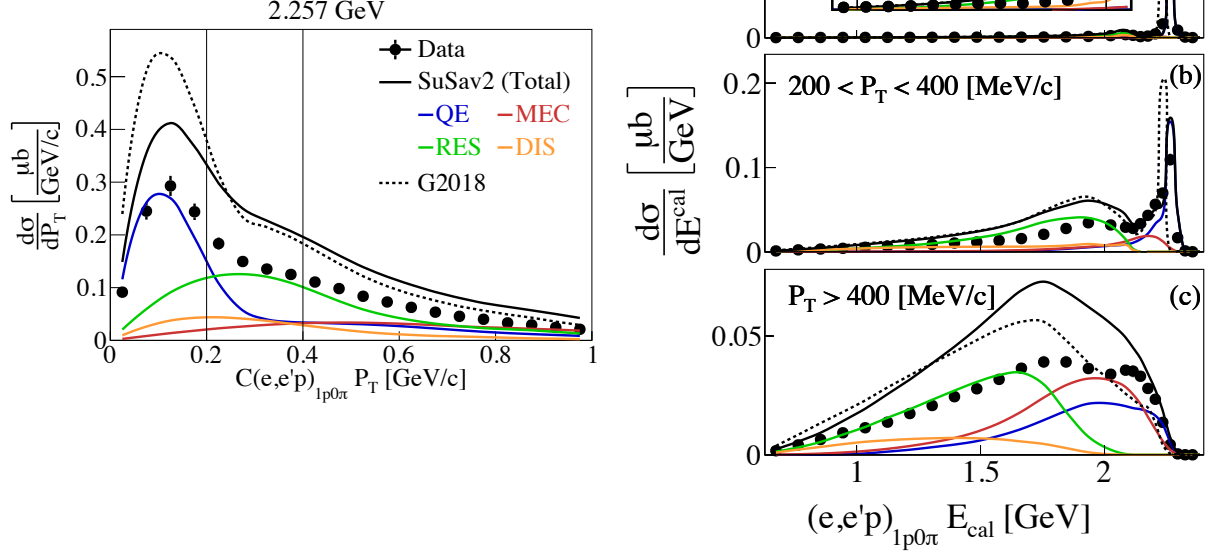 2.257 GeV
Data
SuSav2 (Total)
QE
MEC
RES
DIS
G2018
dσ/dP_T [μb/GeV/c]
0.5
0.4
0.3
0.2
0.1
0
0
0.2
0.4
0.6
0.8
1
C(e,e'p)_1p0π P_T [GeV/c]
0
(b)
200 < P_T < 400 [MeV/c]
0.2
0.1
0
dσ/dE^cal [μb/GeV]
(c)
P_T > 400 [MeV/c]
0.05
0
1
1.5
2
(e,e'p)_1p0π E_cal [GeV]